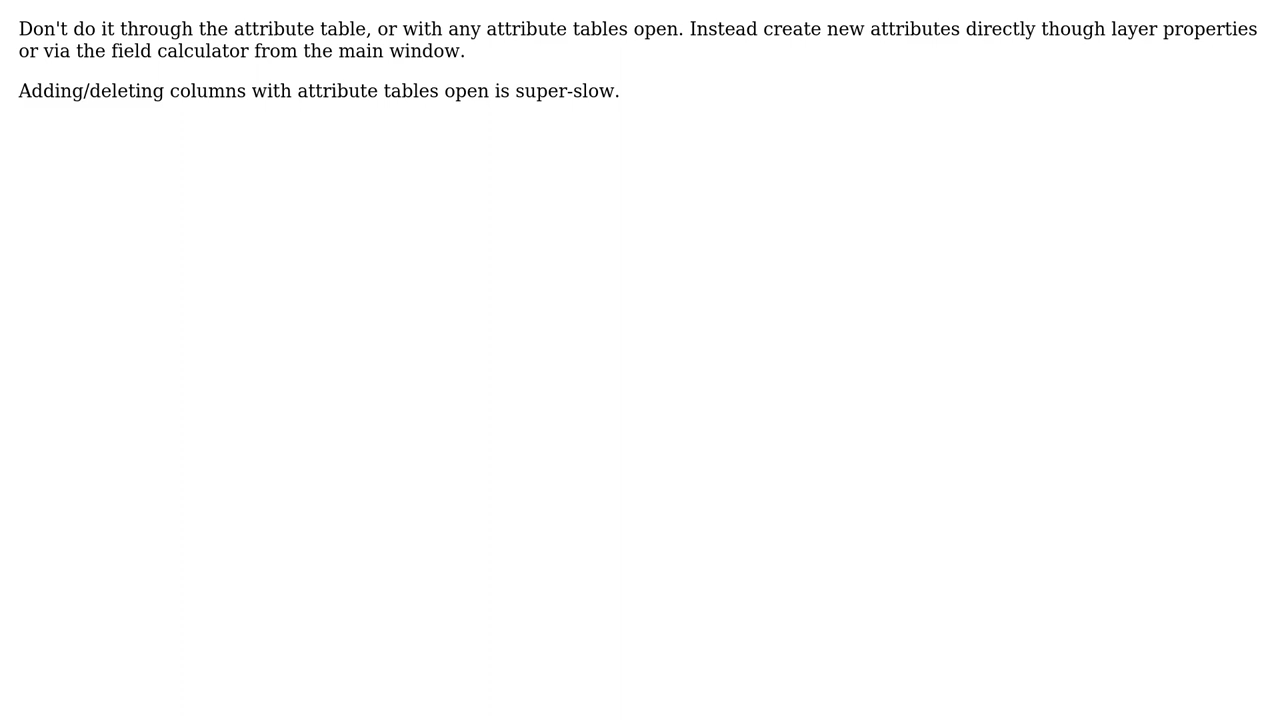 Don't do it through the attribute table, or with any attribute tables open. Instead create new attributes directly though layer properties
or via the field calculator from the main window.
Adding/deleting columns with attribute tables open is super-slow.